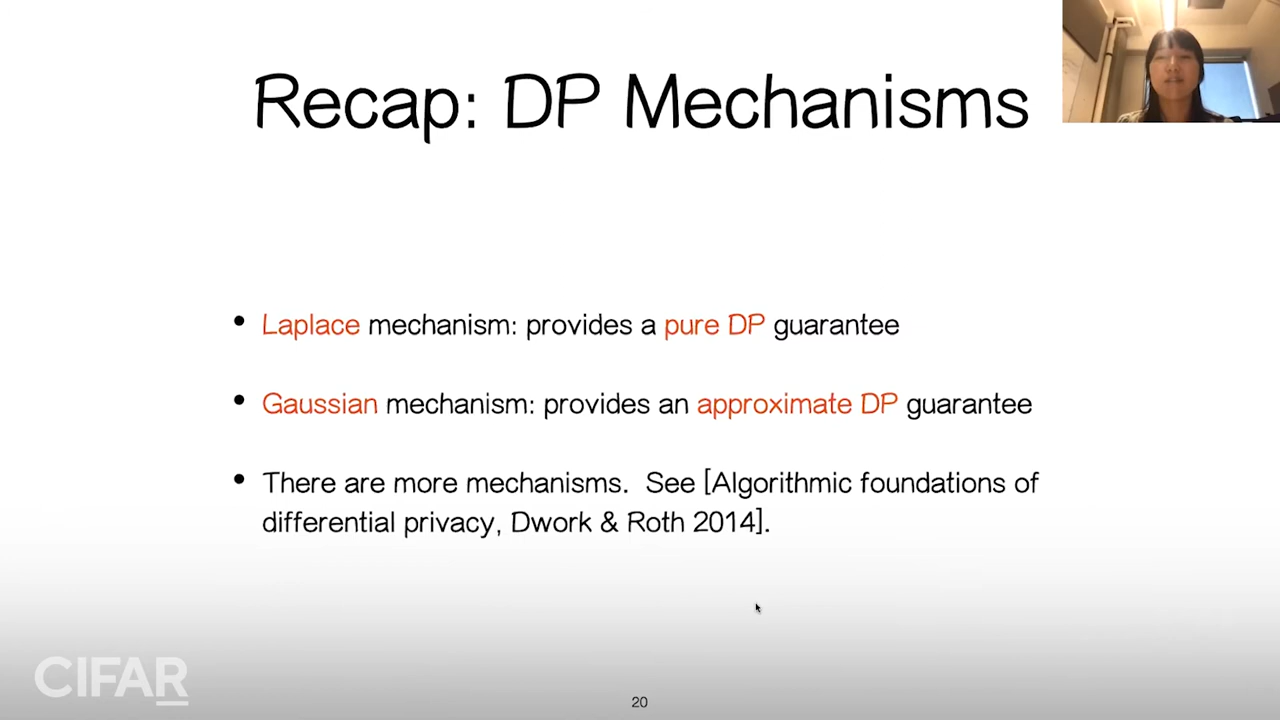 Recap: DP Mechanisms
• Laplace mechanism: provides a pure DP guarantee
• Gaussian mechanism: provides an approximate DP guarantee
• There are more mechanisms. See [Algorithmic foundations of
differential privacy, Dwork & Roth 2014].
CIFAR
20